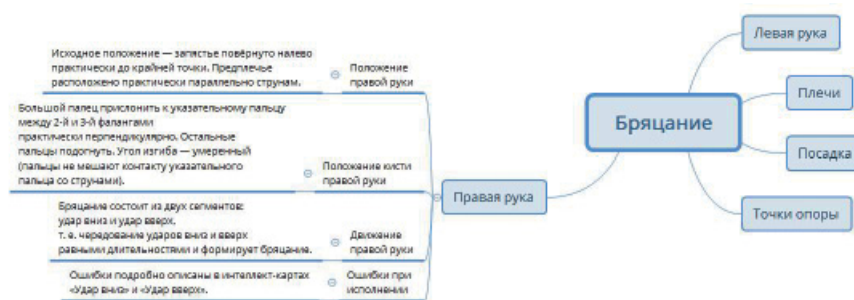 Исходное положение — запястье повёрнуто налево
практически до крайней точки. Предплечье
расположено практически параллельно струнам.
Положение
правой руки
Большой палец прислонить к указательному пальцу
между 2-й и 3-й фалангами
практически перпендикулярно. Остальные
пальцы подогнуть. Угол изгиба — умеренный
(пальцы не мешают контакту указательного
пальца со струнами).
Положение кисти
правой руки
Бряцание состоит из двух сегментов:
удар вниз и удар вверх,
т. е. чередование ударов вниз и вверх
равными длительностями и формирует бряцание.
Движение
правой руки
Ошибки подробно описаны в интеллект-картах
«Удар вниз» и «Удар вверх».
Ошибки при
исполнении
Правая рука
Бряцание
Левая рука
Плечи
Посадка
Точки опоры